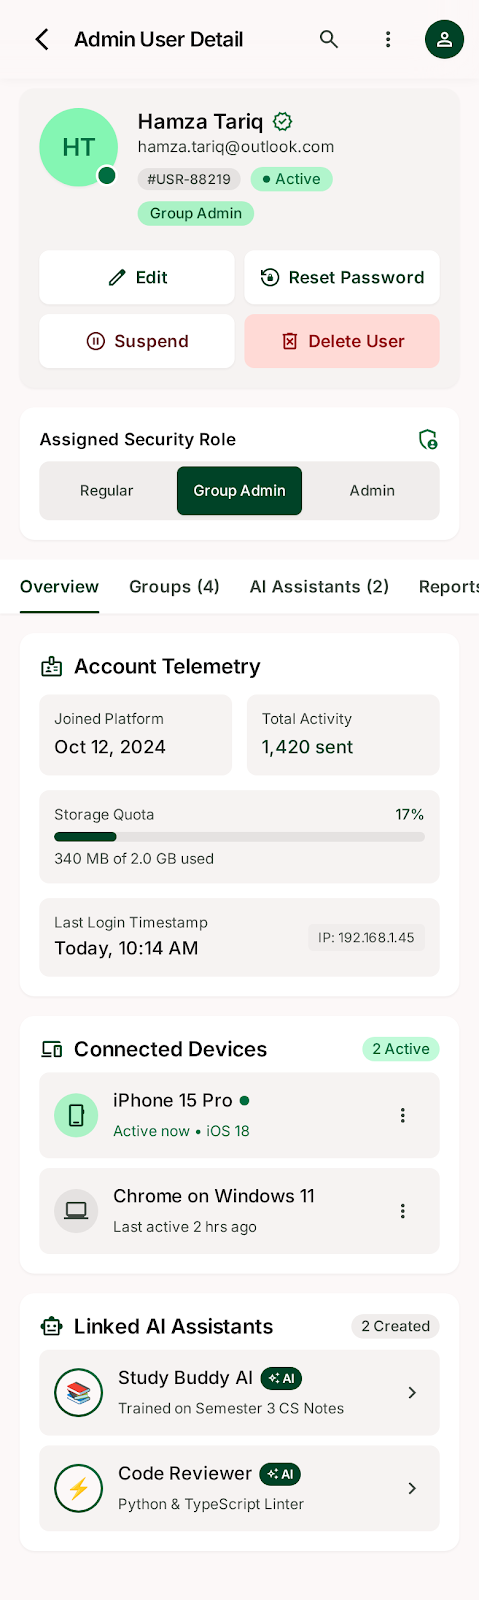 Admin User Detail
HT
Hamza Tariq
hamza.tariq@outlook.com
#USR-88219
Active
Group Admin
Edit
Reset Password
Suspend
Delete User
Assigned Security Role
Regular
Group Admin
Admin
Overview
Groups (4)
AI Assistants (2)
Reports
Account Telemetry
Joined Platform
Oct 12, 2024
Total Activity
1,420 sent
Storage Quota
17%
340 MB of 2.0 GB used
Last Login Timestamp
Today, 10:14 AM
IP: 192.168.1.45
Connected Devices
2 Active
iPhone 15 Pro
Active now • iOS 18
Chrome on Windows 11
Last active 2 hrs ago
Linked AI Assistants
2 Created
Study Buddy AI
AI
Trained on Semester 3 CS Notes
Code Reviewer
AI
Python & TypeScript Linter